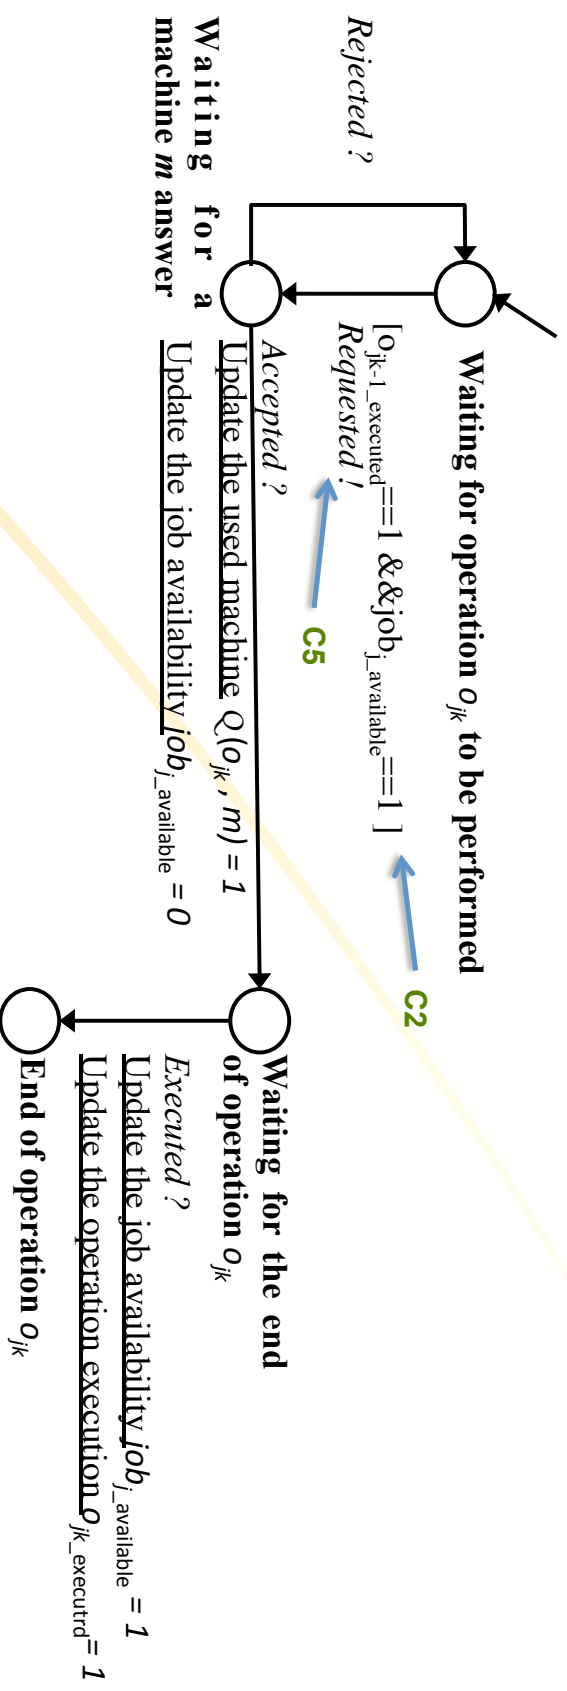 Waiting for operation o_jk to be performed
Rejected ?
[o_jk-1_executed==1 &&job_j_available==1 ]
Requested !
C2
C5
Waiting for a
machine m answer
Accepted ?
Update the used machine Q(o_jk , m) = 1
Update the job availability job_j_available = 0
Waiting for the end
of operation o_jk
Executed ?
Update the job availability job_j_available = 1
Update the operation execution o_jk_executrd= 1
End of operation o_jk